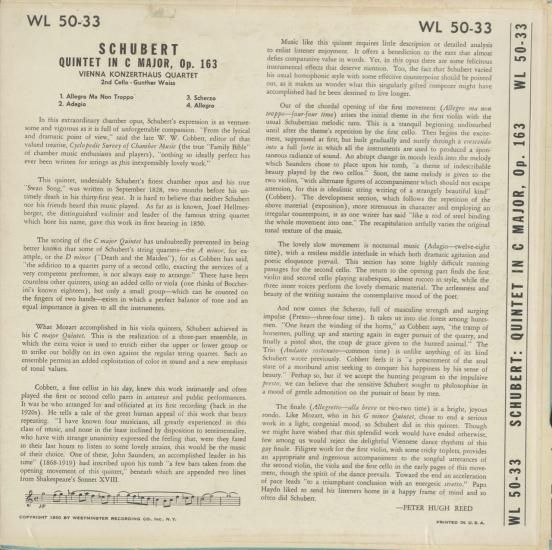 WL 50-33
WL 50-33
SCHUBERT
QUINTET IN C MAJOR, Op. 163
VIENNA KONZERTHAUS QUARTET
2nd Cello - Gunther Weiss
1. Allegro Ma Non Troppo
2. Adagio
3. Scherzo
4. Allegro
In this extraordinary chamber opus, Schubert's expression is as venture-
some and vigorous as it is full of unforgettable compassion. "From the lyrical
and dramatic point of view," said the late W. W. Cobbett, editor of that
valued treatise, Cyclopedic Survey of Chamber Music (the true "Family Bible"
of chamber music enthusiasts and players), "nothing so ideally perfect has
ever been written for strings as this inexpressibly lovely work."
This quintet, undeniably Schubert's finest chamber opus and his true
"Swan Song," was written in September 1828, two months before his un-
timely death in his thirty-first year. It is hard to believe that neither Schubert
nor his friends heard this music played. As far as is known, Josef Hellmes-
berger, the distinguished violinist and leader of the famous string quartet
which bore his name, gave this work its first hearing in 1850.
The scoring of the C major Quintet has undoubtedly prevented its being
better known than some of Schubert's string quartets—the A minor, for ex-
ample, or the D minor ("Death and the Maiden"), for as Cobbett has said,
"the addition to a quartet party of a second cello, exacting the services of a
very competent performer, is not always easy to arrange." There have been
countless other quintets, using an added cello or viola (one thinks of Boccher-
ini's knowns eighteen), but only a small group—which can be counted on
the fingers of two hands—exists in which a perfect balance of tone and an
equal importance is given to all the instruments.
What Mozart accomplished in his viola quintets, Schubert achieved in
his C major Quintet. This is the realization of a three-part ensemble, in
which the extra voice is used to enrich either the upper or lower group or
to strike out boldly on its own against the regular string quartet. Such an
ensemble permits an added exploitation of color in sound and a new emphasis
of tonal values.
Cobbett, a fine cellist in his day, knew this work intimately and often
played the first or second cello parts in amateur and public performances.
It was he who arranged for and officiated at its first recording (back in the
1920s). He tells a tale of the great human appeal of this work that bears
repeating. "I have known four musicians, all greatly experienced in this
class of music, and none in the least inclined by disposition to sentimentality,
who have with strange unanimity expressed the feeling that, were they fated
to their last hours to listen to some lovely strains, this would be the music
of their choice. One of these, John Saunders, an accomplished leader in his
time" (1868-1919) had inscribed upon his tomb "a few bars taken from the
opening movement of this quintet," beneath which are appended two lines
from Shakespeare's Sonnet XVIII.
COPYRIGHT 1950 BY WESTMINSTER RECORDING CO., INC. N. Y.
Music like this quintet requires little description or detailed analysis
to enlist listener enjoyment. It offers a benediction to the ears that almost
defies comparative value in words. Yet, in this opus there are some felicitous
instrumental effects that deserve mention. Too, the fact that Schubert varied
his usual homophonic style with some effective counterpoint should be pointed
out, as it makes us wonder what this singularly gifted composer might have
accomplished had he been destined to live longer.
Out of the chordal opening of the first movement (Allegro ma non
troppo—four-four time) arises the initial theme in the first violin with the
usual Schubertian melodic turn. This is a tranquil beginning undisturbed
until after the theme's repetition by the first cello. Then begins the excite-
ment, suppressed at first, but built gradually and surely through a crescendo
into a full forte in which all the instruments are used to produced a spon-
taneous radiance of sound. An abrupt change in moods leads into the melody
which Saunders chose to place upon his tomb, "a theme of indescribable
beauty played by the two cellos." Soon, the same melody is given to the
two violins, "with alternate figures of accompaniment which should not escape
attention, for this is idealistic string writing of a strangely beautiful kind"
(Cobbett). The development section, which follows the repetition of the
above material (exposition), more strenuous in character and employing an
irregular counterpoint, is as one writer has said "like a rod of steel binding
the whole movement into one." The recapitulation artfully varies the original
tonal texture of the music.
The lovely slow movement is nocturnal music (Adagio—twelve-eight
time), with a restless middle interlude in which both dramatic agitation and
poetic eloquence prevail. This section has some highly difficult running
passages for the second cello. The return to the opening part finds the first
violin and second cello playing arabesques, almost rococo in style, while the
three inner voices perform the lovely thematic material. The artlessness and
beauty of the writing sustains the contemplative mood of the poet.
And now comes the Scherzo, full of masculine strength and surging
impulse (Presto—three-four time). It takes us into the forest among hunts-
men. "One heart the winding of the horns," as Cobbett says, "the tramp of
horsemen, pulling up and starting again in eager pursuit of the quarry, and
finally a pistol shot, the coup de grace given to the hunted animal." The
Trio (Andante sostenuto—common time) is unlike anything of its kind
Schubert wrote previously. Cobbett feels it is "a presentment of the soul
state of a moribund artist seeking to conquer his happiness by his sense of
beauty." Perhaps so, but if we accept the hunting program to the impulsive
presto, we can believe that the sensitive Schubert sought to philosophize in
a mood of gentle admonition on the pursuit of beast by men.
The finale (Allegretto—alla breve or two-two time) is a bright, joyous
rondo. Like Mozart, who in his G minor Quintet, chose to end a serious
work in a light, congenial mood, so Schubert did in this quintet. Though
we might have wished that this splendid work would have ended otherwise,
few among us would reject the delightful Viennese dance rhythms of this
gay finale. Filigree work for the first violin, with some tricky triplets, provides
an appropriate and ingenious accompaniment to the songful utterances of
the second violin, the viola and the first cello in the early pages of this move-
ment, though the spirit of the dance prevails. Toward the end an acceleration
of pace leads "to a triumphant conclusion with an energetic stretto." Papa
Haydn liked to send his listeners home in a happy frame of mind and so
often did Schubert.
—PETER HUGH REED
PRINTED IN U.S.A.
WL 50-33 SCHUBERT: QUINTET IN C MAJOR, Op. 163 WL 50-33